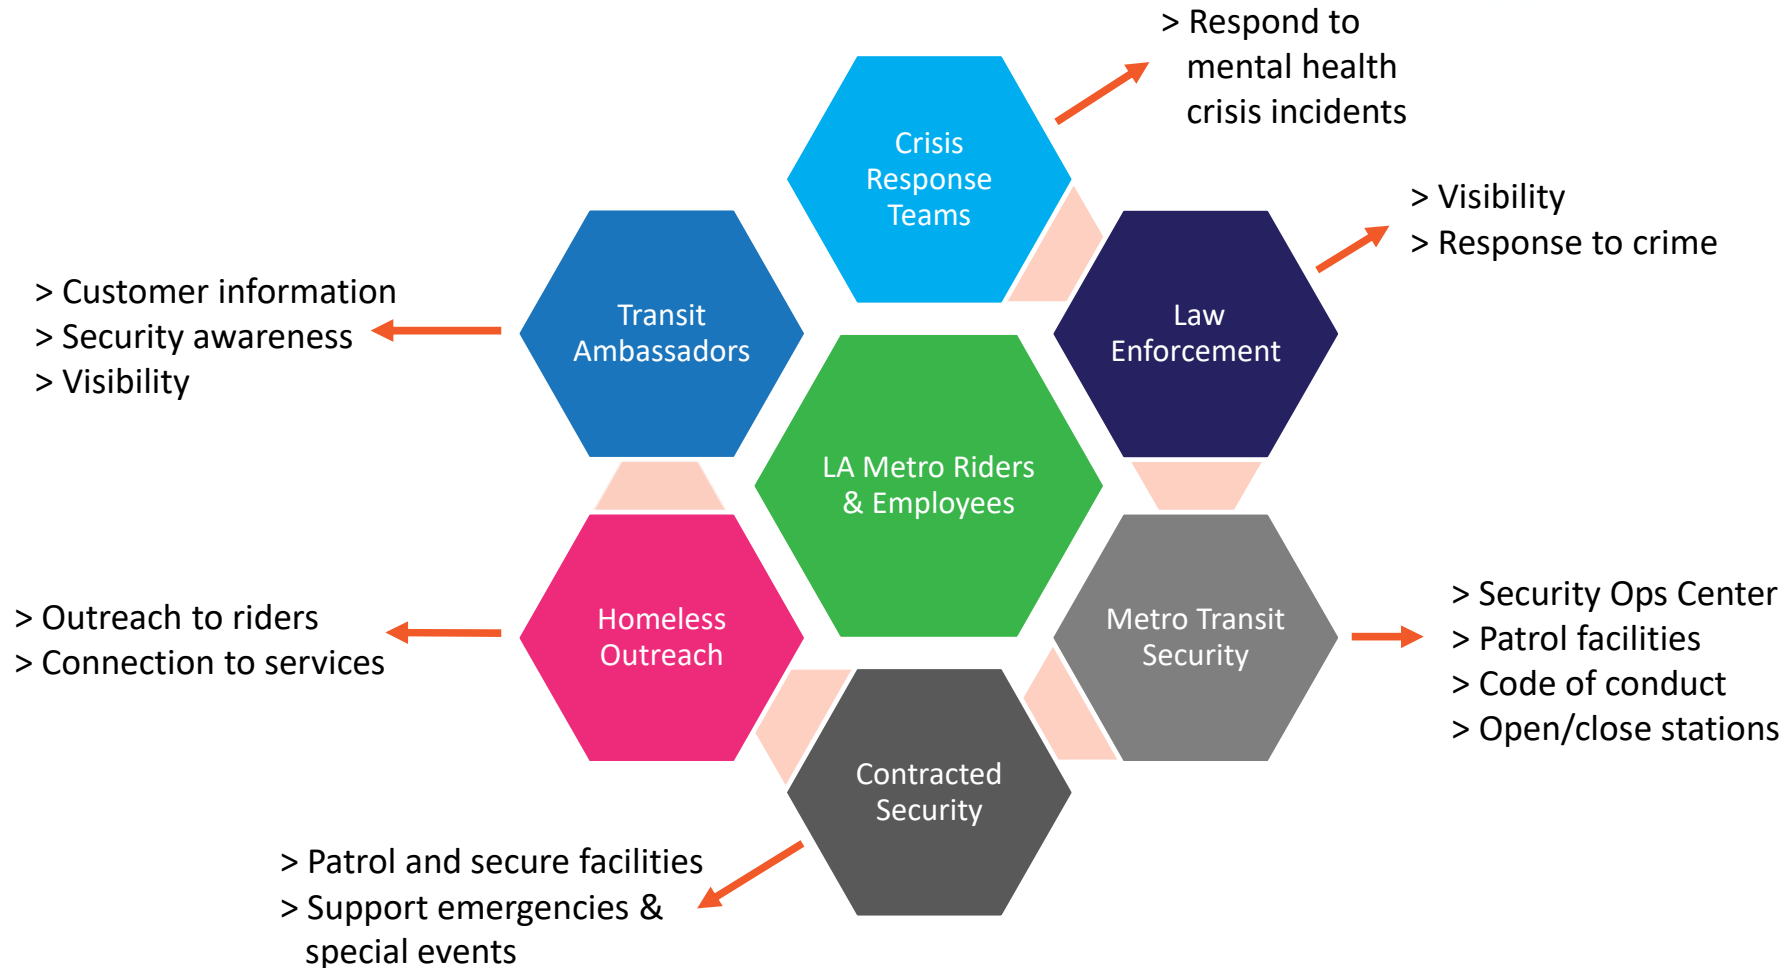 > Respond to
mental health
crisis incidents
Crisis
Response
Teams
> Visibility
> Response to crime
Law
Enforcement
> Customer information
> Security awareness
> Visibility
Transit
Ambassadors
LA Metro Riders
& Employees
> Outreach to riders
> Connection to services
Homeless
Outreach
Metro Transit
Security
> Security Ops Center
> Patrol facilities
> Code of conduct
> Open/close stations
Contracted
Security
> Patrol and secure facilities
> Support emergencies &
special events